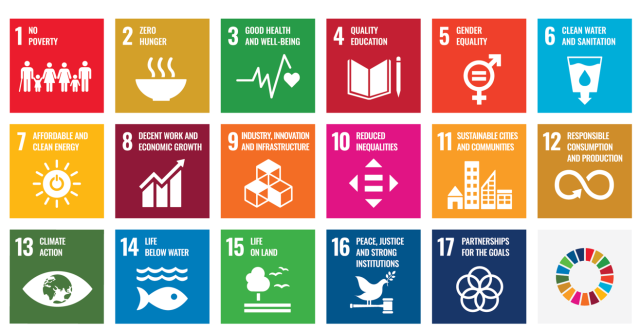 1 NO
POVERTY
2 ZERO
HUNGER
3 GOOD HEALTH
AND WELL-BEING
4 QUALITY
EDUCATION
5 GENDER
EQUALITY
6 CLEAN WATER
AND SANITATION
7 AFFORDABLE AND
CLEAN ENERGY
8 DECENT WORK AND
ECONOMIC GROWTH
9 INDUSTRY, INNOVATION
AND INFRASTRUCTURE
10 REDUCED
INEQUALITIES
11 SUSTAINABLE CITIES
AND COMMUNITIES
12 RESPONSIBLE
CONSUMPTION
AND PRODUCTION
13 CLIMATE
ACTION
14 LIFE
BELOW WATER
15 LIFE
ON LAND
16 PEACE, JUSTICE
AND STRONG
INSTITUTIONS
17 PARTNERSHIPS
FOR THE GOALS